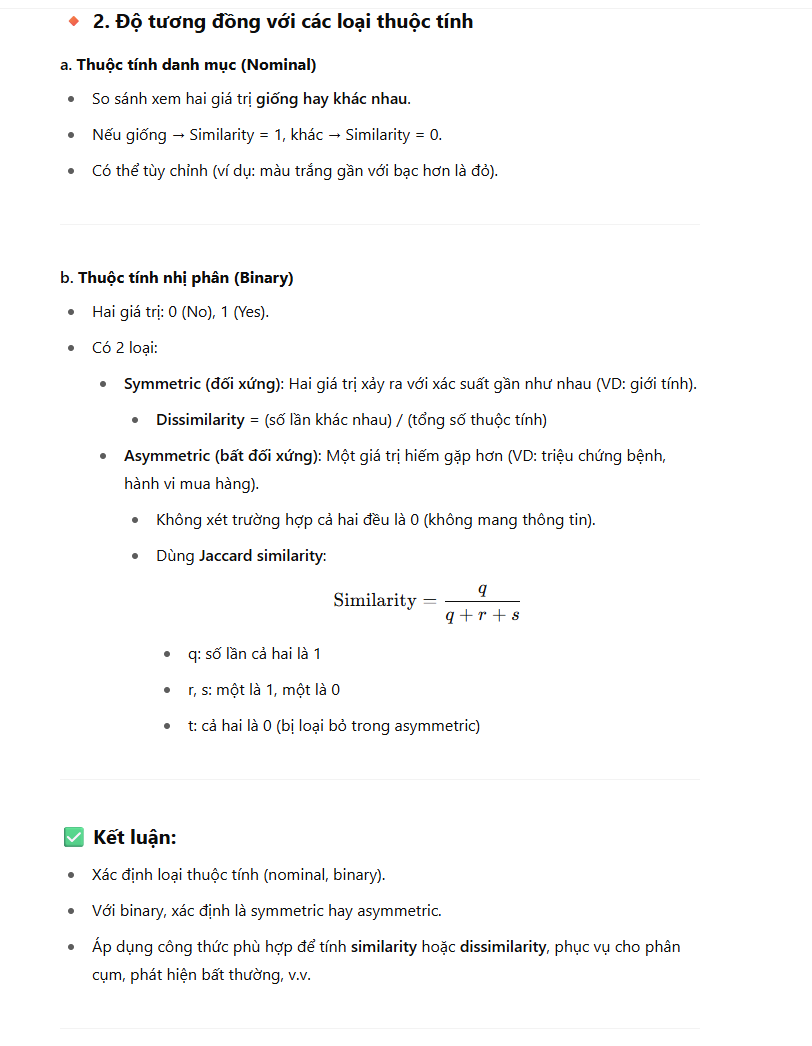 2. Độ tương đồng với các loại thuộc tính
a. Thuộc tính danh mục (Nominal)
So sánh xem hai giá trị giống hay khác nhau.
Nếu giống → Similarity = 1, khác → Similarity = 0.
Có thể tùy chỉnh (ví dụ: màu trắng gần với bạc hơn là đỏ).
b. Thuộc tính nhị phân (Binary)
Hai giá trị: 0 (No), 1 (Yes).
Có 2 loại:
Symmetric (đối xứng): Hai giá trị xảy ra với xác suất gần như nhau (VD: giới tính).
Dissimilarity = (số lần khác nhau) / (tổng số thuộc tính)
Asymmetric (bất đối xứng): Một giá trị hiếm gặp hơn (VD: triệu chứng bệnh,
hành vi mua hàng).
Không xét trường hợp cả hai đều là 0 (không mang thông tin).
Dùng Jaccard similarity:
Similarity = q / (q + r + s)
q: số lần cả hai là 1
r, s: một là 1, một là 0
t: cả hai là 0 (bị loại bỏ trong asymmetric)
✅ Kết luận:
Xác định loại thuộc tính (nominal, binary).
Với binary, xác định là symmetric hay asymmetric.
Áp dụng công thức phù hợp để tính similarity hoặc dissimilarity, phục vụ cho phân
cụm, phát hiện bất thường, v.v.